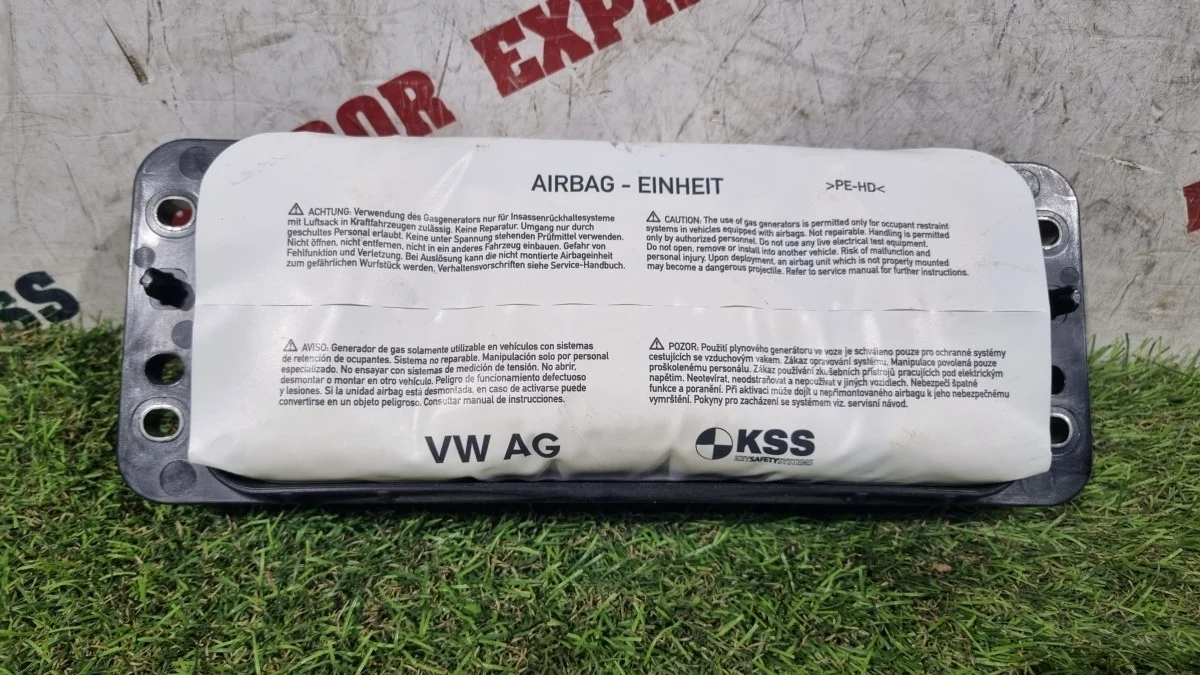 EXPR
OR
SS
AIRBAG - EINHEIT
>PE-HD<
ACHTUNG: Verwendung des Gasgenerators nur für Insassenrückhaltesysteme
mit Luftsack in Kraftfahrzeugen zulässig. Keine Reparatur. Umgang nur durch
geschultes Personal erlaubt. Keine unter Spannung stehenden Prüfmittel verwenden.
Nicht öffnen, nicht entfernen, nicht in ein anderes Fahrzeug einbauen. Gefahr von
Fehlfunktion und Verletzung. Bei Auslösung kann die nicht montierte Airbageinheit
zum gefährlichen Wurfstück werden, Verhaltensvorschriften siehe Service-Handbuch.
CAUTION: The use of gas generators is permitted only for occupant restraint
systems in vehicles equipped with airbags. Not repairable. Handling is permitted
only by authorized personnel. Do not use any live electrical test equipment.
Do not open, remove or install into another vehicle. Risk of malfunction and
personal injury. Upon deployment, an airbag unit which is not properly mounted
may become a dangerous projectile. Refer to service manual for further instructions.
AVISO: Generador de gas solamente utilizable en vehículos con sistemas
de retención de ocupantes. Sistema no reparable. Manipulación solo por personal
especializado. No ensayar con sistemas de medición de tensión. No abrir,
desmontar o montar en otro vehículo. Peligro de funcionamiento defectuoso
y lesiones. Si la unidad airbag está desmontada, en caso de activarse puede
convertirse en un objeto peligroso. Consultar manual de instrucciones.
POZOR: Použití plynového generátoru ve voze je schváleno pouze pro ochranné systémy
cestujících se vzduchovým vakem. Zákaz opravování systému. Manipulace povolená pouze
proškolenému personálu. Zákaz používání zkušebních přístrojů pracujících pod elektrickým
napětím. Neotevírat, neodstraňovat a nepoužívat v jiných vozidlech. Nebezpečí špatné
funkce a poranění. Při aktivaci může dojít u nepřimontovaného airbagu k jeho nebezpečnému
vymrštění. Pokyny pro zacházení se systémem viz. servisní návod.
VW AG
KSS
KEYSAFETYSYSTEMS